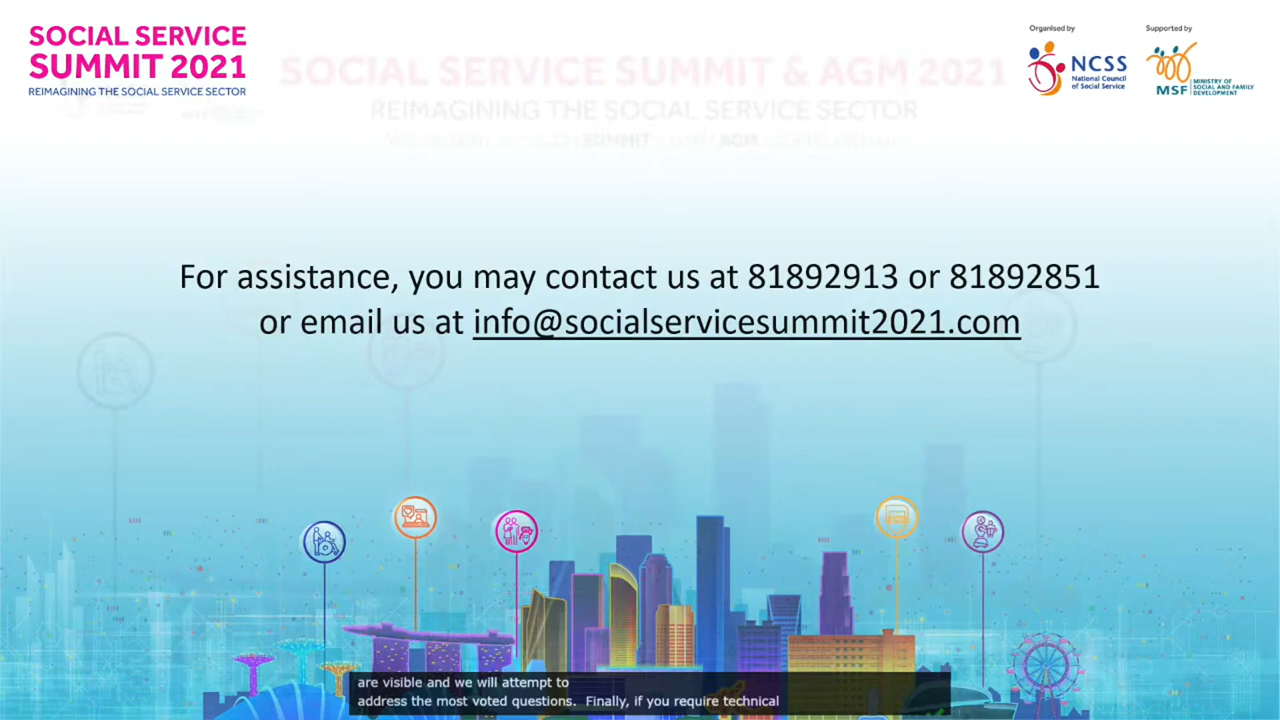 SOCIAL SERVICE
SUMMIT 2021
REIMAGINING THE SOCIAL SERVICE SECTOR
SOCIAL SERVICE SUMMIT & AGM 2021
REIMAGINING THE SOCIAL SERVICE SECTOR
Organised by
NCSS
National Council
of Social Service
Supported by
MSF
MINISTRY OF
SOCIAL AND FAMILY
DEVELOPMENT
For assistance, you may contact us at 81892913 or 81892851
or email us at info@socialservicesummit2021.com
are visible and we will attempt to
address the most voted questions. Finally, if you require technical